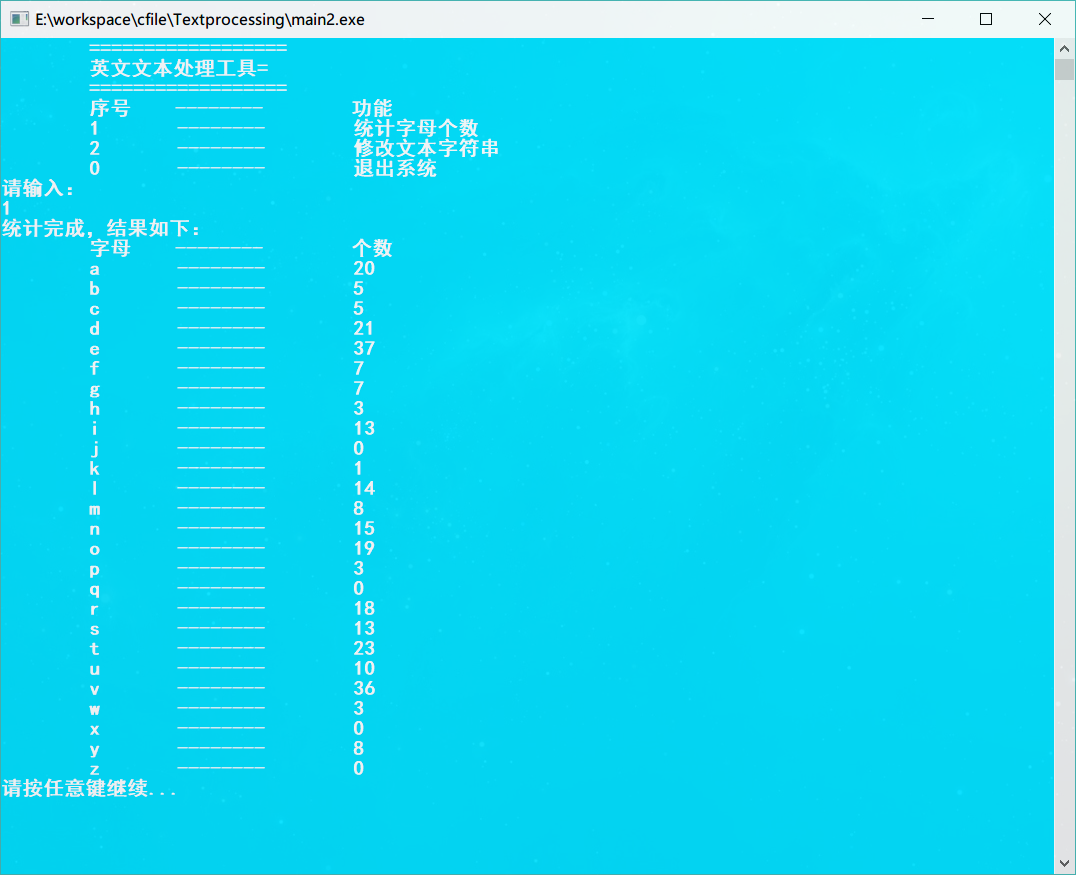 E:\workspace\cfile\Textprocessing\main2.exe
==================
英文文本处理工具=
==================
序号 -------- 功能
1 -------- 统计字母个数
2 -------- 修改文本字符串
0 -------- 退出系统
请输入:
1
统计完成，结果如下:
字母 -------- 个数
a -------- 20
b -------- 5
c -------- 5
d -------- 21
e -------- 37
f -------- 7
g -------- 7
h -------- 3
i -------- 13
j -------- 0
k -------- 1
l -------- 14
m -------- 8
n -------- 15
o -------- 19
p -------- 3
q -------- 0
r -------- 18
s -------- 13
t -------- 23
u -------- 10
v -------- 36
w -------- 3
x -------- 0
y -------- 8
z -------- 0
请按任意键继续...